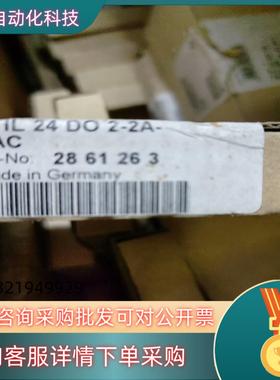 自动化科技
IL 24 DO 2-2A-
AC
-No: 28 61 26 3
de in Germany
821949929
咨询采购批发可对公开票
客服详情下单采购